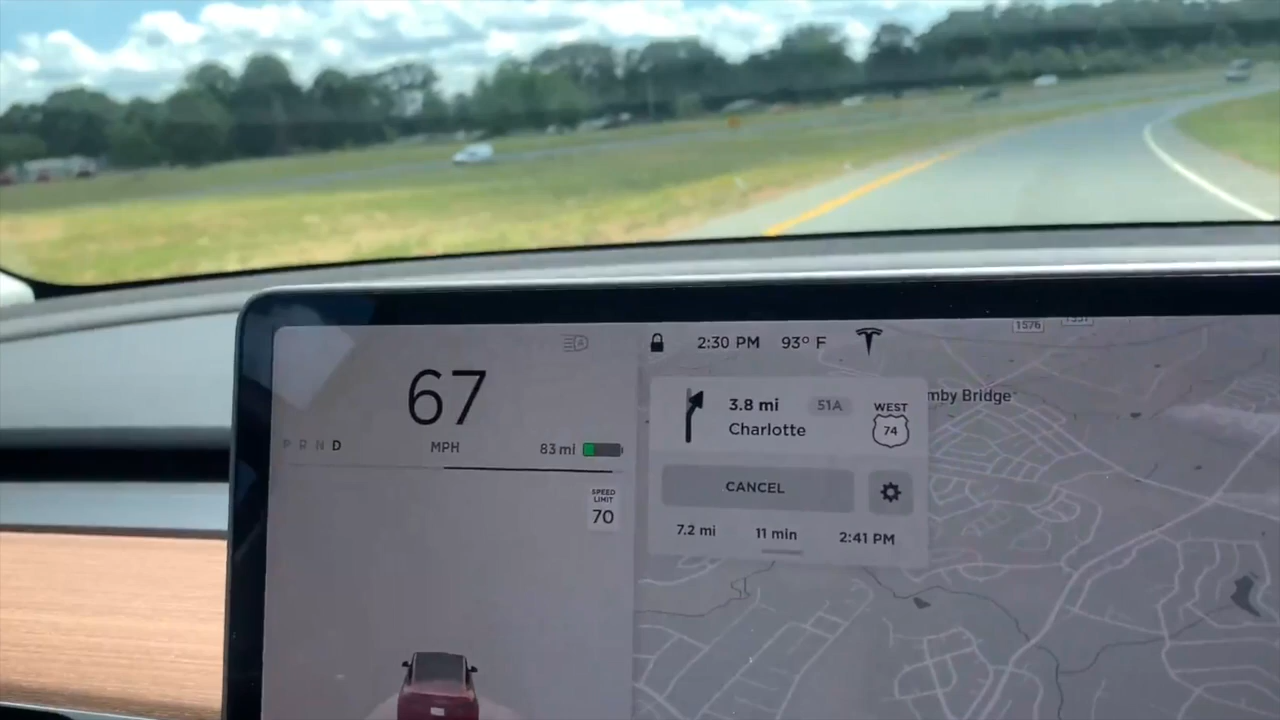 1576
2:30 PM 93° F
67
MPH
P R N D
83 mi
SPEED
LIMIT
70
3.8 mi 51A
Charlotte
WEST
74
CANCEL
7.2 mi 11 min 2:41 PM
mby Bridge